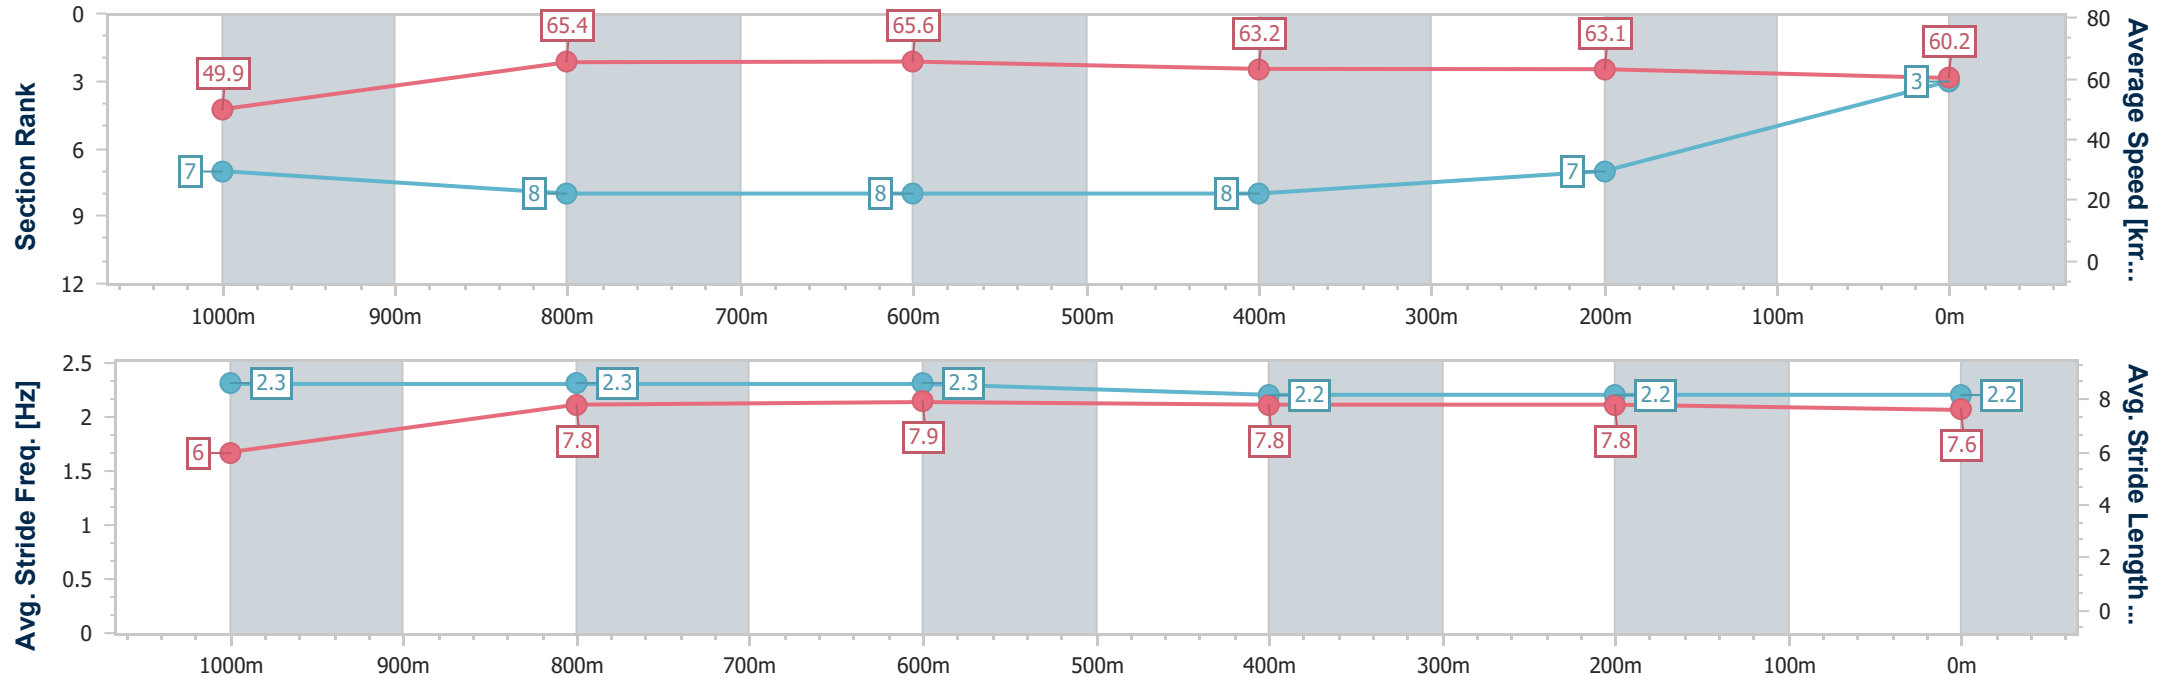 Section Rank
0
3
6
9
12
49.9
65.4
65.6
63.2
63.1
60.2
7
8
8
8
7
3
80
60
40
20
0
Average Speed [km...
1000m
900m
800m
700m
600m
500m
400m
300m
200m
100m
0m
Avg. Stride Freq. [Hz]
2.5
2
1.5
1
0.5
0
2.3
2.3
2.3
2.2
2.2
2.2
6
7.8
7.9
7.8
7.8
7.6
8
6
4
2
0
Avg. Stride Length...
1000m
900m
800m
700m
600m
500m
400m
300m
200m
100m
0m